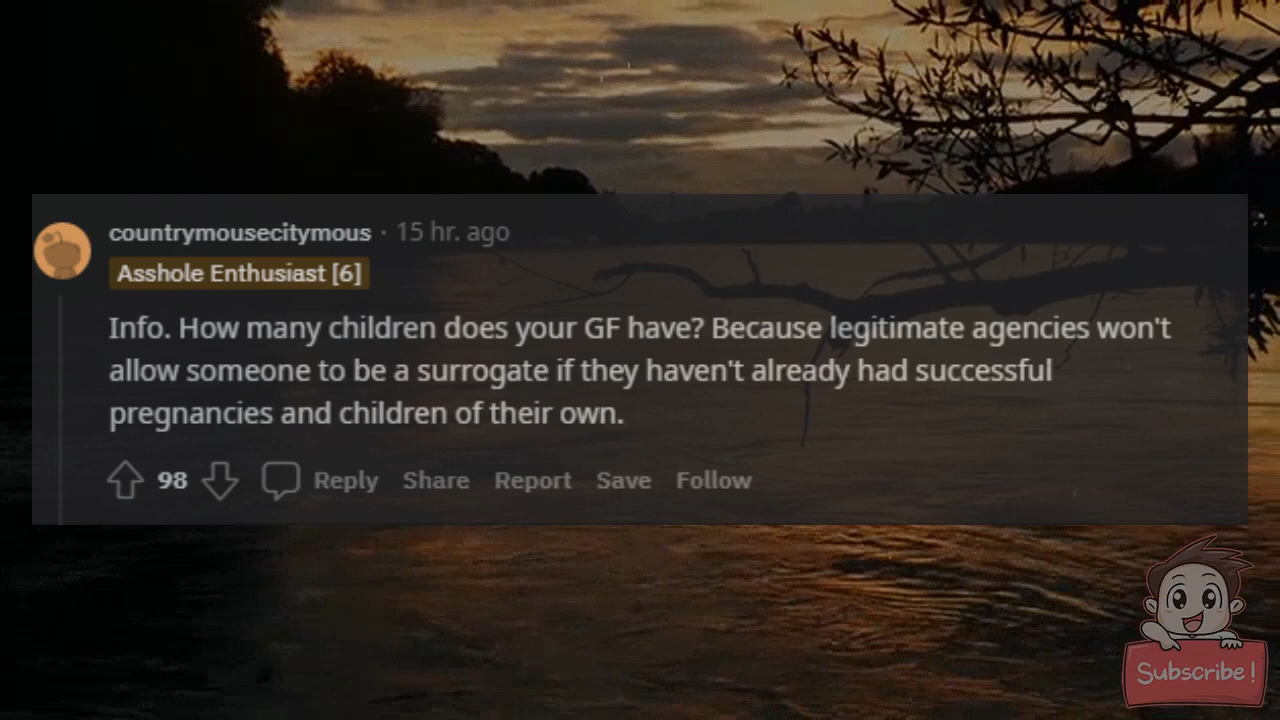 countrymousecitymous · 15 hr. ago
Asshole Enthusiast [6]
Info. How many children does your GF have? Because legitimate agencies won't
allow someone to be a surrogate if they haven't already had successful
pregnancies and children of their own.
98 Reply Share Report Save Follow
Subscribe!